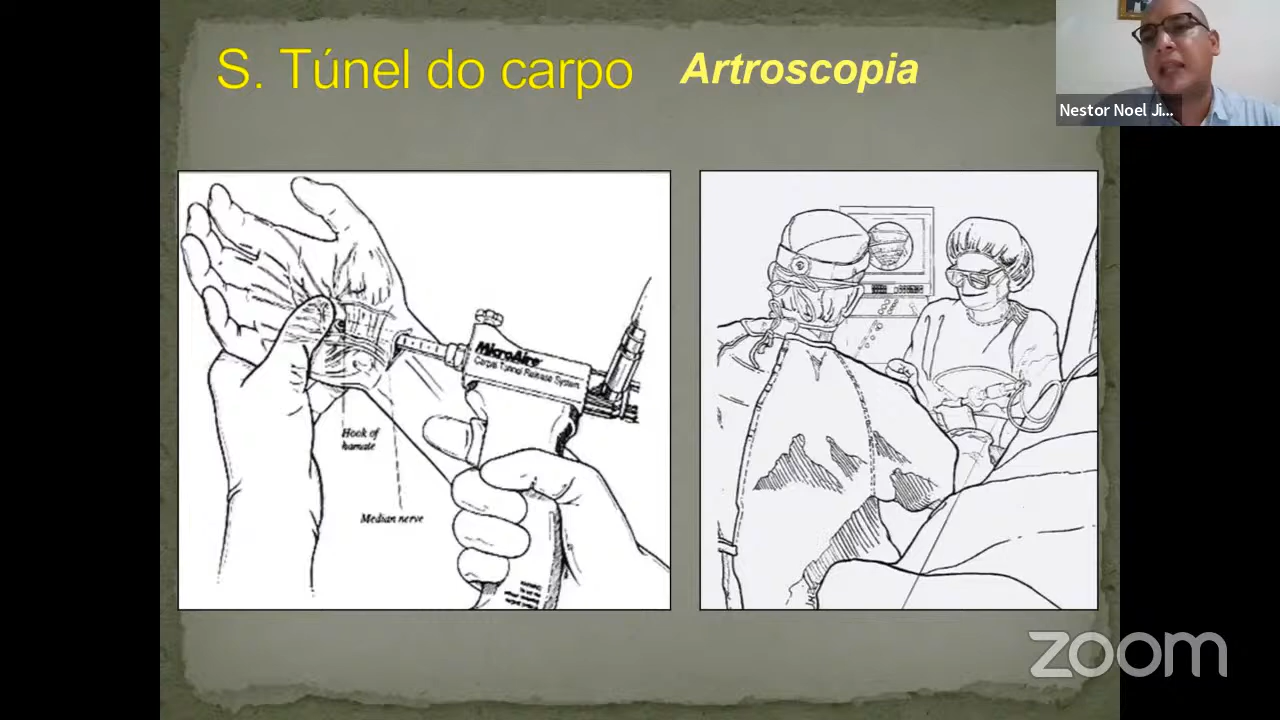 S. Túnel do carpo Artroscopia
Nestor Noel Ji...
MicroAire
Carpal Tunnel Release System
Hook of
hamate
Median nerve
zoom